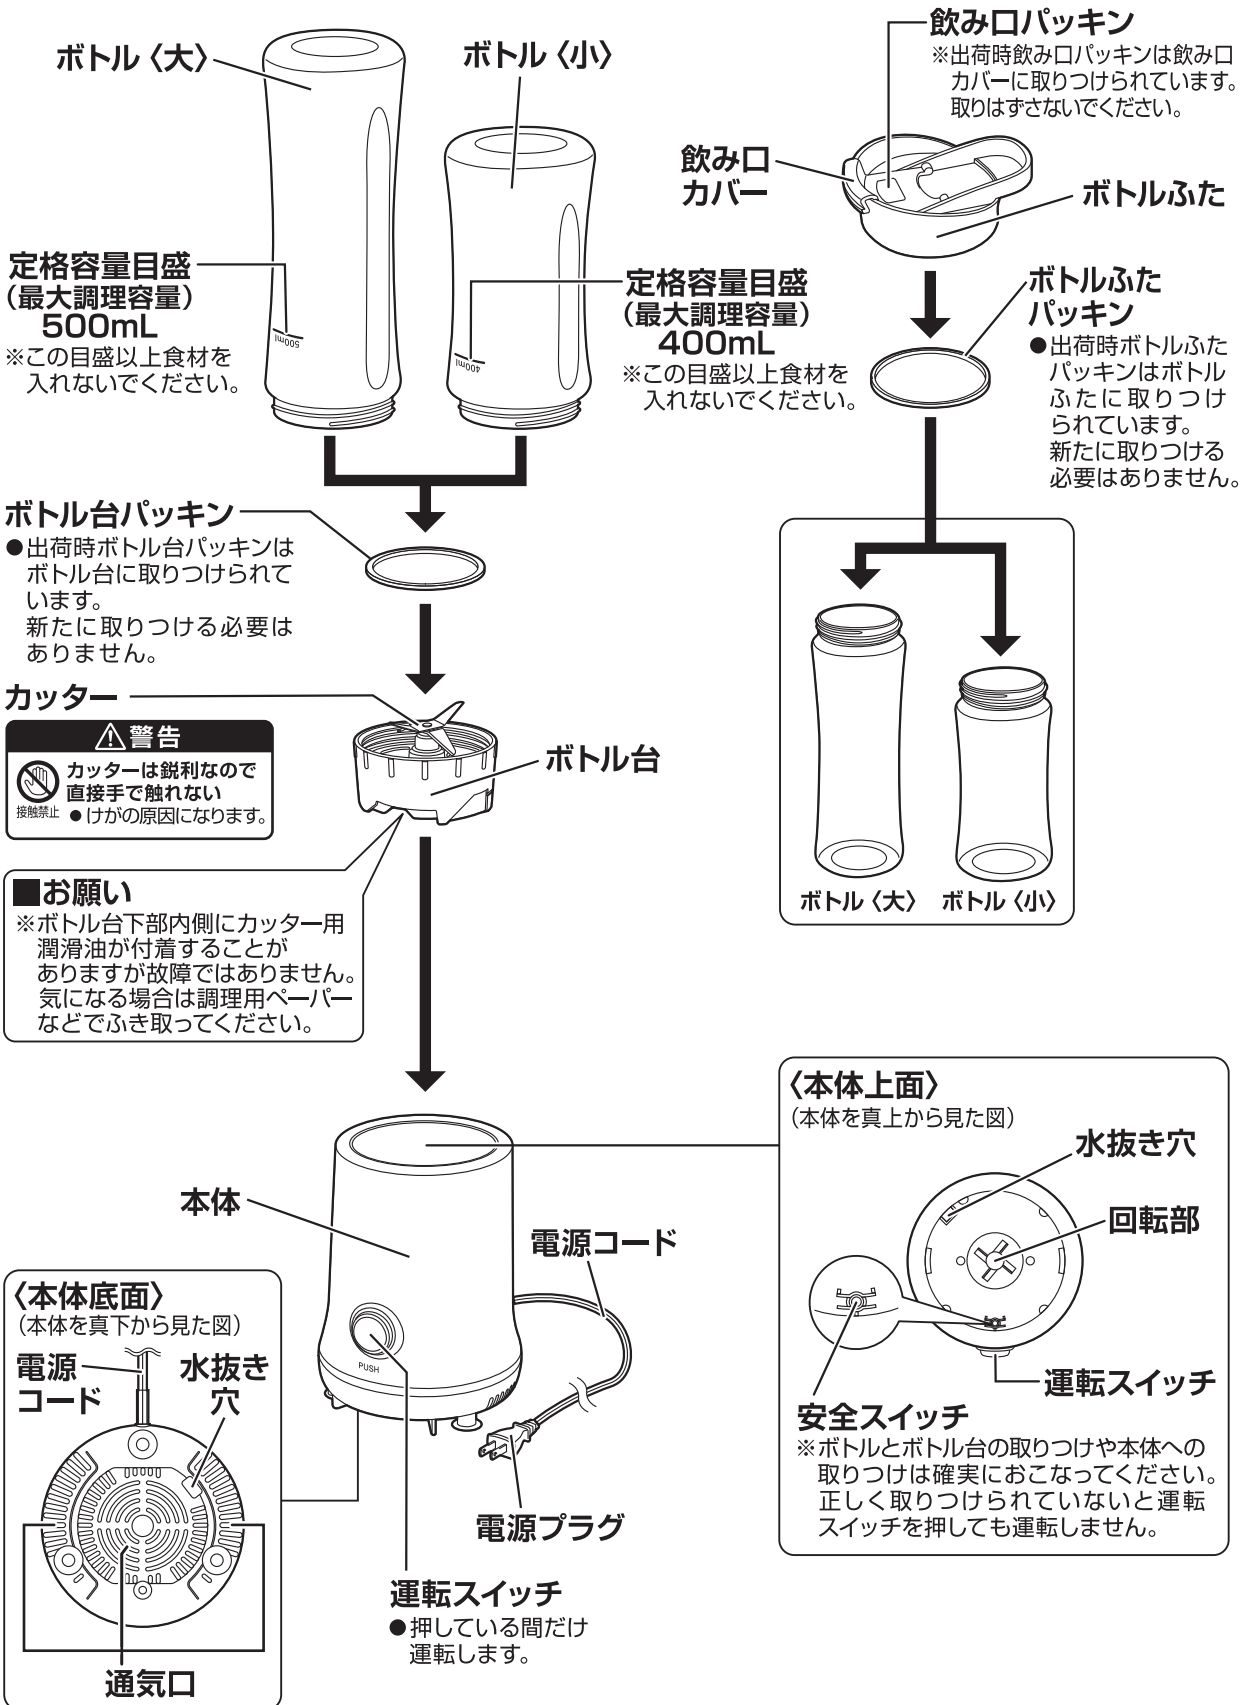 ボトル〈大〉
ボトル〈小〉
飲み口パッキン
※出荷時飲み口パッキンは飲み口
カバーに取りつけられています。
取りはずさないでください。
飲み口
カバー
ボトルふた
定格容量目盛
(最大調理容量)
500mL
※この目盛以上食材を
入れないでください。
500ml
定格容量目盛
(最大調理容量)
400mL
※この目盛以上食材を
入れないでください。
400ml
ボトルふた
パッキン
●出荷時ボトルふた
パッキンはボトル
ふたに取りつけ
られています。
新たに取りつける
必要はありません。
ボトル台パッキン
●出荷時ボトル台パッキンは
ボトル台に取りつけられて
います。
新たに取りつける必要は
ありません。
カッター
⚠警告
カッターは鋭利なので
直接手で触れない
接触禁止
●けがの原因になります。
ボトル台
ボトル〈大〉
ボトル〈小〉
■お願い
※ボトル台下部内側にカッター用
潤滑油が付着することが
ありますが故障ではありません。
気になる場合は調理用ペーパー
などでふき取ってください。
本体
PUSH
電源コード
電源プラグ
運転スイッチ
●押している間だけ
運転します。
〈本体上面〉
(本体を真上から見た図)
水抜き穴
回転部
運転スイッチ
安全スイッチ
※ボトルとボトル台の取りつけや本体への
取りつけは確実におこなってください。
正しく取りつけられていないと運転
スイッチを押しても運転しません。
〈本体底面〉
(本体を真下から見た図)
電源
コード
水抜き
穴
通気口